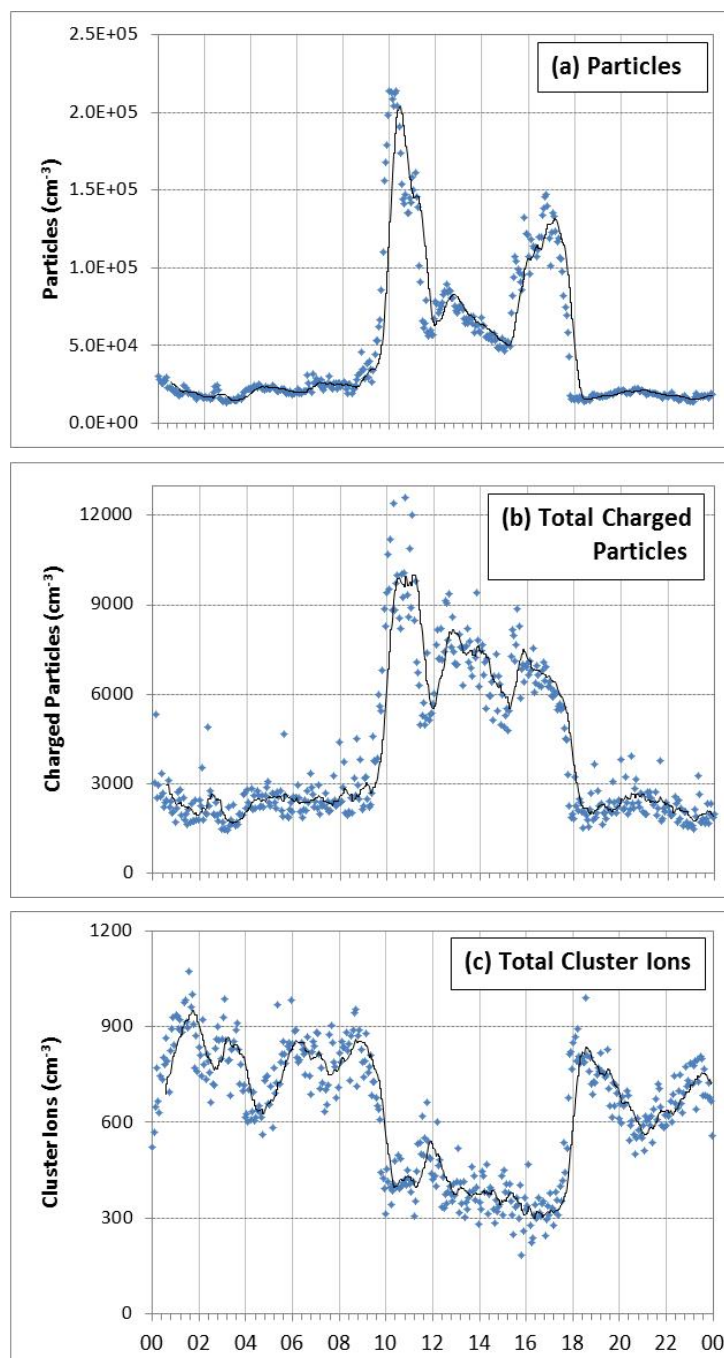 2.5E+05
2.0E+05
1.5E+05
1.0E+05
5.0E+04
0.0E+00
Particles (cm-3)
(a) Particles
12000
9000
6000
3000
0
Charged Particles (cm-3)
(b) Total Charged
Particles
1200
900
600
300
0
Cluster Ions (cm-3)
(c) Total Cluster Ions
00 02 04 06 08 10 12 14 16 18 20 22 00